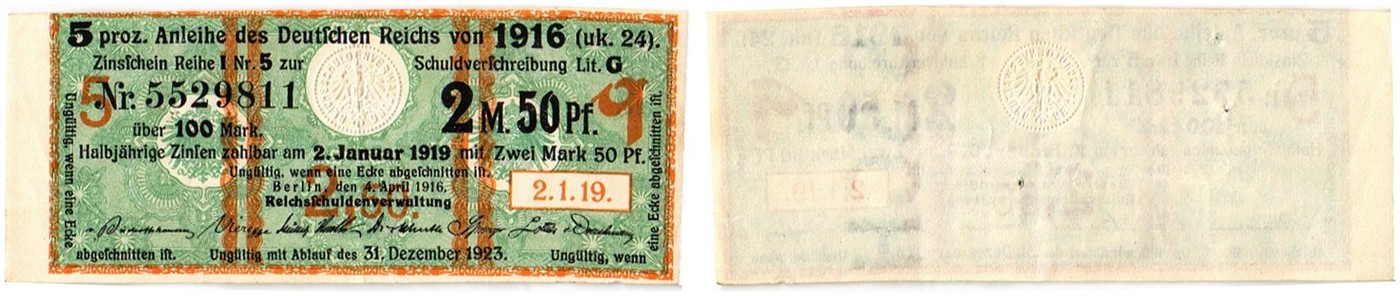 5 proz. Anleihe des Deutſchen Reichs von 1916 (uk. 24).
Zinsſchein Reihe I Nr. 5 zur Schuldverſchreibung Lit. G
5 Nr. 5529811 2 M. 50 Pf. g
über 100 Mark.
Halbjährige Zinſen zahlbar am 2. Januar 1919 mit Zwei Mark 50 Pf.
Ungültig, wenn eine Ecke abgeſchnitten iſt.
Berlin, den 4. April 1916.
Reichsſchuldenverwaltung
2.50.
2.1.19.
Ungültig, wenn eine Ecke
abgeſchnitten iſt.
Ungültig mit Ablauf des 31. Dezember 1923.
Ungültig, wenn
eine Ecke abgeſchnitten iſt.